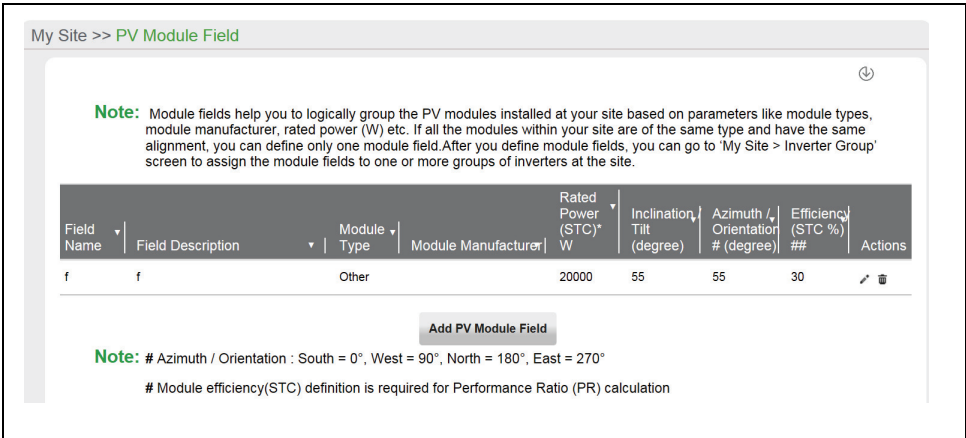 My Site >> PV Module Field
Note: Module fields help you to logically group the PV modules installed at your site based on parameters like module types,
module manufacturer, rated power (W) etc. If all the modules within your site are of the same type and have the same
alignment, you can define only one module field.After you define module fields, you can go to ‘My Site > Inverter Group’
screen to assign the module fields to one or more groups of inverters at the site.
Field Name Field Description Module Type Module Manufacturer Rated Power (STC)* W Inclination / Tilt (degree) Azimuth / Orientation # (degree) Efficiency (STC %) ## Actions
f f Other 20000 55 55 30
Add PV Module Field
Note: # Azimuth / Orientation : South = 0°, West = 90°, North = 180°, East = 270°
# Module efficiency(STC) definition is required for Performance Ratio (PR) calculation